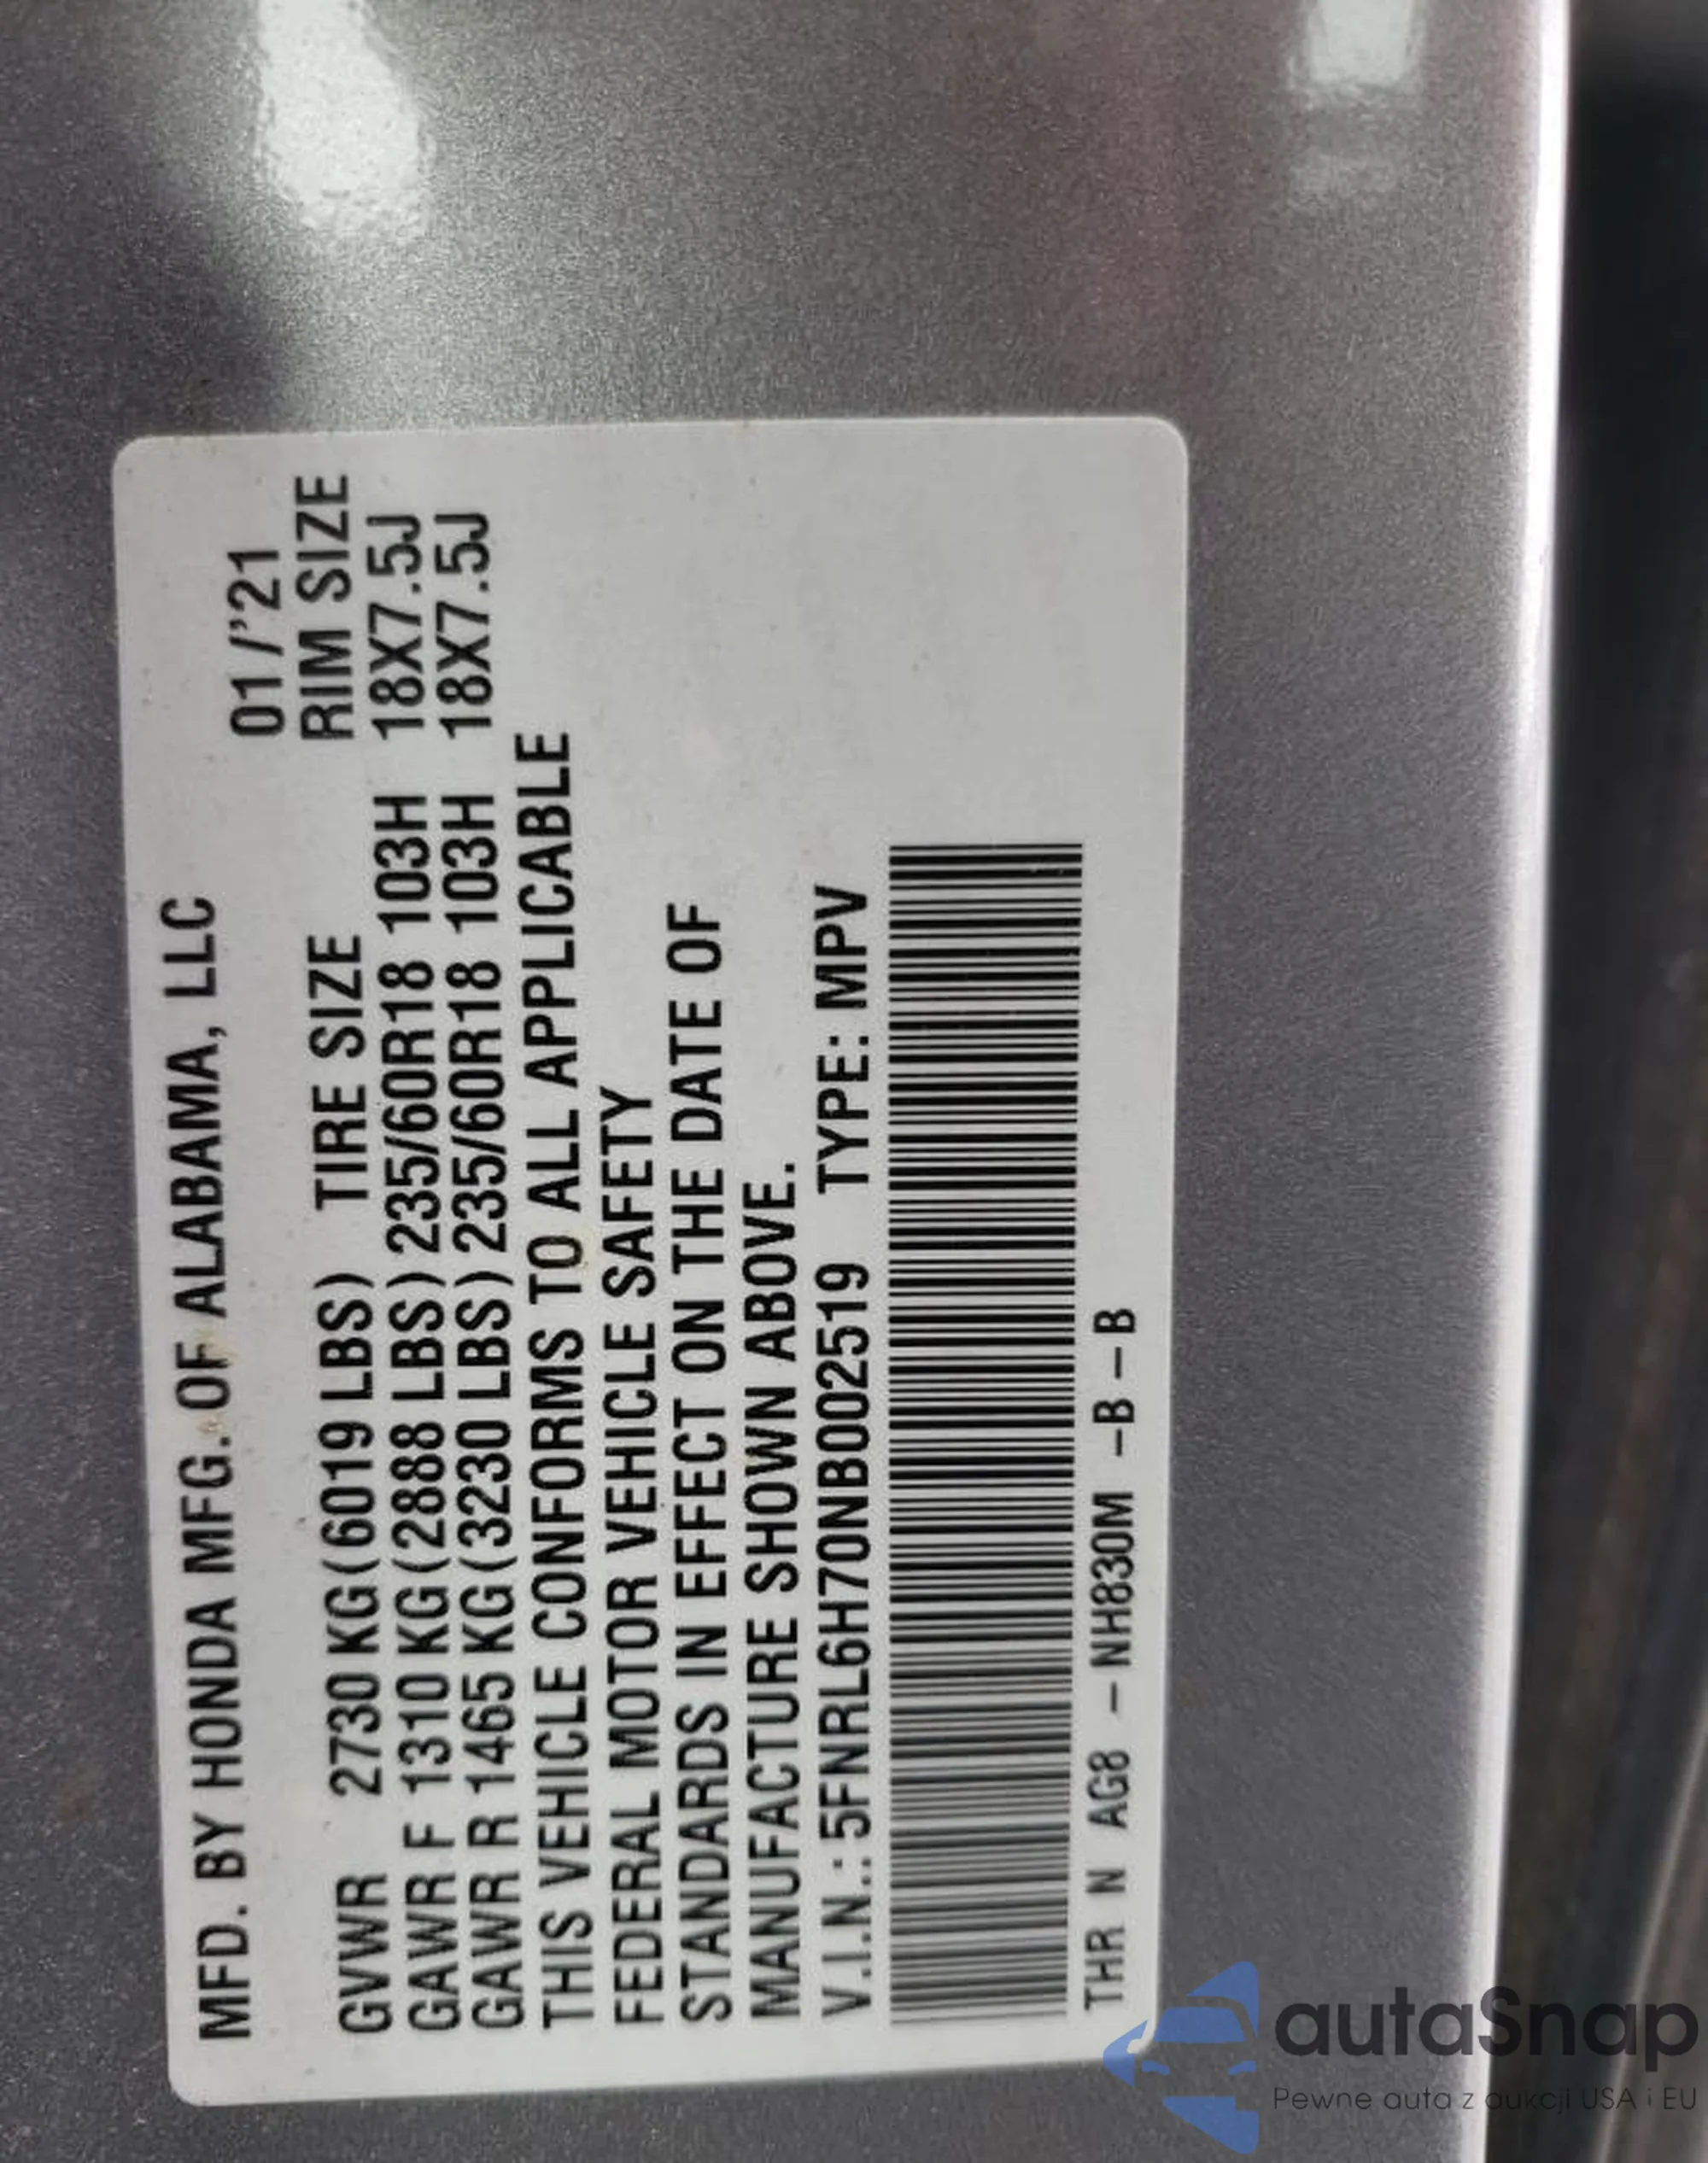 MFD. BY HONDA MFG. OF ALABAMA, LLC
01/'21
TIRE SIZE RIM SIZE
GVWR 2730 KG (6019 LBS)
GAWR F 1310 KG (2888 LBS) 235/60R18 103H 18X7.5J
GAWR R 1465 KG (3230 LBS) 235/60R18 103H 18X7.5J
THIS VEHICLE CONFORMS TO ALL APPLICABLE
FEDERAL MOTOR VEHICLE SAFETY
STANDARDS IN EFFECT ON THE DATE OF
MANUFACTURE SHOWN ABOVE.
V.I.N.: 5FNRL6H70NB002519 TYPE: MPV
THR N AG8 – NH830M –B–B
autaSnap
Pewne auta z aukcji USA i EU